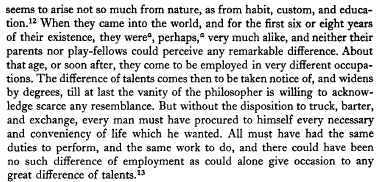 seems to arise not so much from nature, as from habit, custom, and educa-
tion.¹² When they came into the world, and for the first six or eight years
of their existence, they wereᵃ, perhaps,ᵃ very much alike, and neither their
parents nor play-fellows could perceive any remarkable difference. About
that age, or soon after, they come to be employed in very different occupa-
tions. The difference of talents comes then to be taken notice of, and widens
by degrees, till at last the vanity of the philosopher is willing to acknow-
ledge scarce any resemblance. But without the disposition to truck, barter,
and exchange, every man must have procured to himself every necessary
and conveniency of life which he wanted. All must have had the same
duties to perform, and the same work to do, and there could have been
no such difference of employment as could alone give occasion to any
great difference of talents.¹³